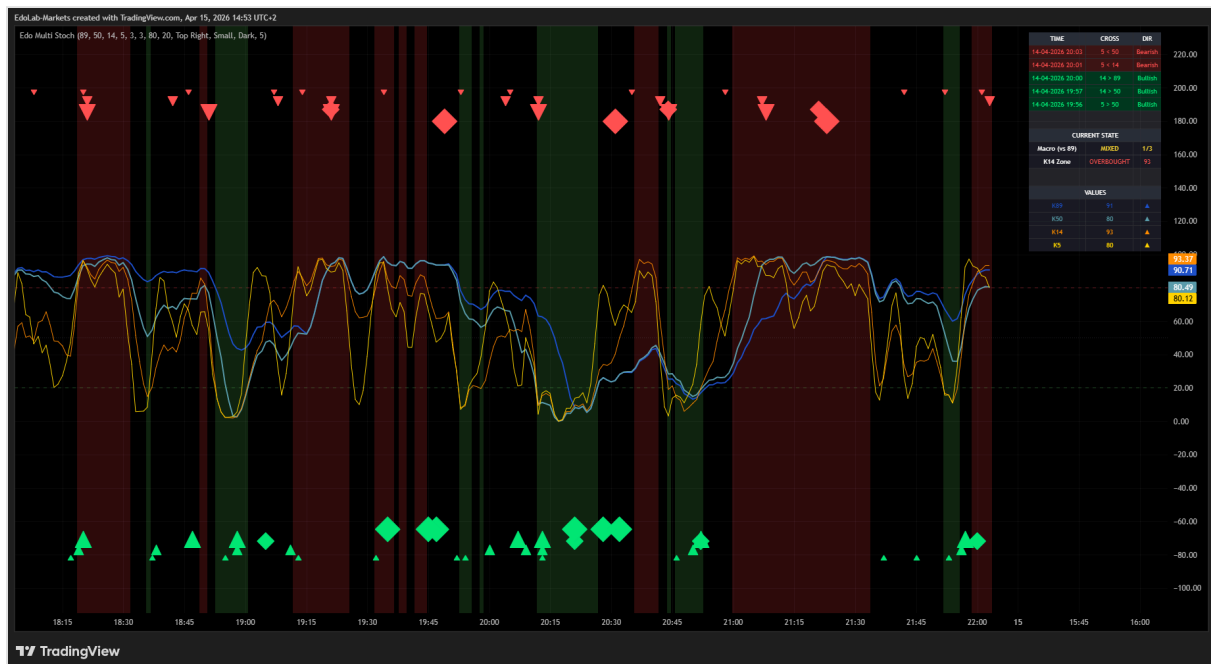 EdoLab-Markets created with TradingView.com, Apr 15, 2026 14:53 UTC+2
Edo Multi Stoch (89, 50, 14, 5, 3, 3, 80, 20, Top Right, Small, Dark, 5)
TIME CROSS DIR
14-04-2026 20:03 5 < 50 Bearish
14-04-2026 20:01 5 < 14 Bearish
14-04-2026 20:00 14 > 89 Bullish
14-04-2026 19:57 14 > 50 Bullish
14-04-2026 19:56 5 > 50 Bullish
CURRENT STATE
Macro (vs 89) MIXED 1/3
K14 Zone OVERBOUGHT 93
VALUES
K89 91 ▲
K50 80 ▲
K14 93 ▲
K5 80 ▲
220.00
200.00
180.00
160.00
140.00
120.00
100.00
93.37
90.71
80.49
80.12
60.00
40.00
20.00
0.00
−20.00
−40.00
−60.00
−80.00
−100.00
18:15 18:30 18:45 19:00 19:15 19:30 19:45 20:00 20:15 20:30 20:45 21:00 21:15 21:30 21:45 22:00 15 15:45 16:00
TradingView